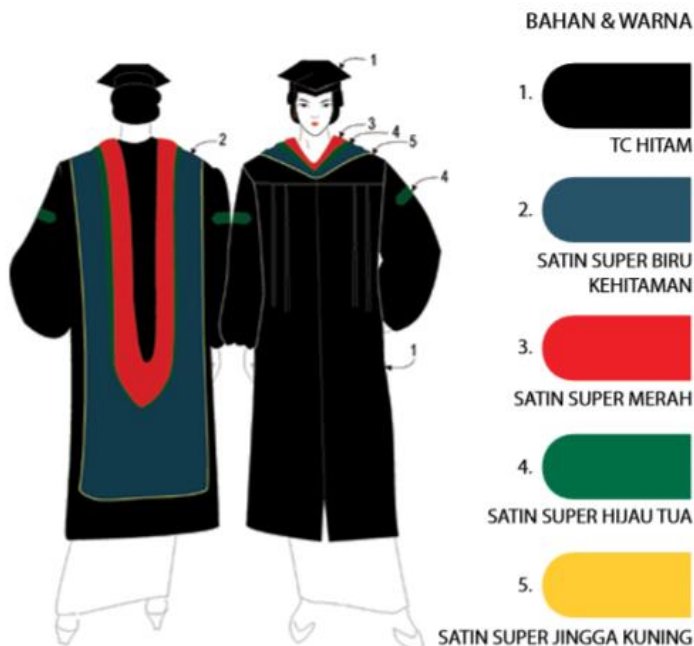 BAHAN & WARNA
1.
TC HITAM
2.
SATIN SUPER BIRU
KEHITAMAN
3.
SATIN SUPER MERAH
4.
SATIN SUPER HIJAU TUA
5.
SATIN SUPER JINGGA KUNING
1
2
3
4
5
4
1